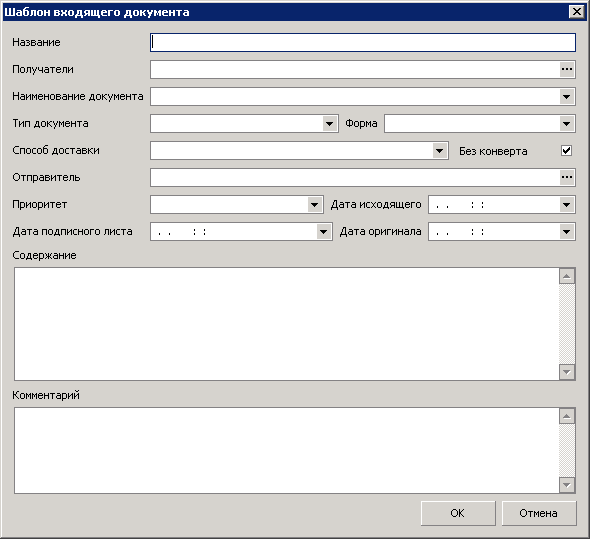 Шаблон входящего документа
Название
Получатели
Наименование документа
Тип документа Форма
Способ доставки Без конверта
Отправитель
Приоритет Дата исходящего . . : :
Дата подписного листа . . : : Дата оригинала . . : :
Содержание
Комментарий
OK Отмена